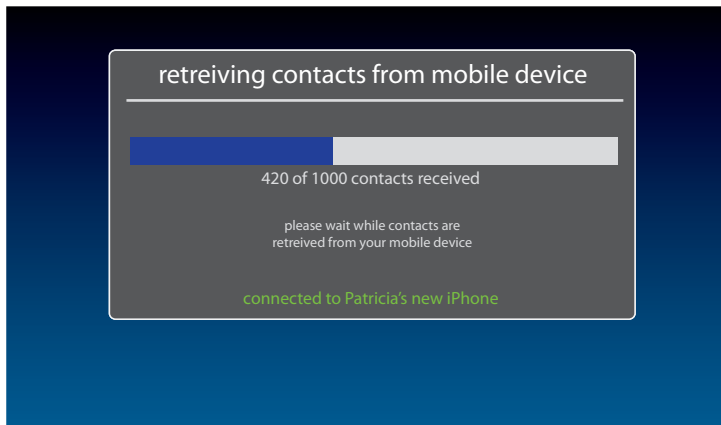 retreiving contacts from mobile device
420 of 1000 contacts received
please wait while contacts are
retreived from your mobile device
connected to Patricia's new iPhone